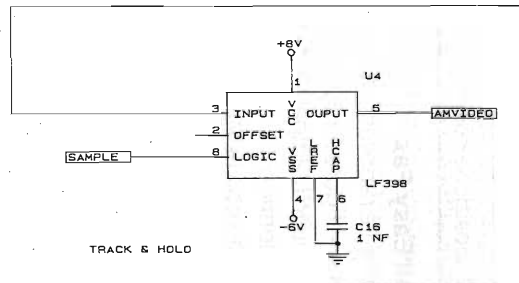 +8V
1
U4
3 INPUT VCC OUPUT 5 AMVIDEO
2 OFFSET
SAMPLE 8 LOGIC VSS LREF HCAP
LF398
4 7 6
-6V
C16
1 NF
TRACK & HOLD